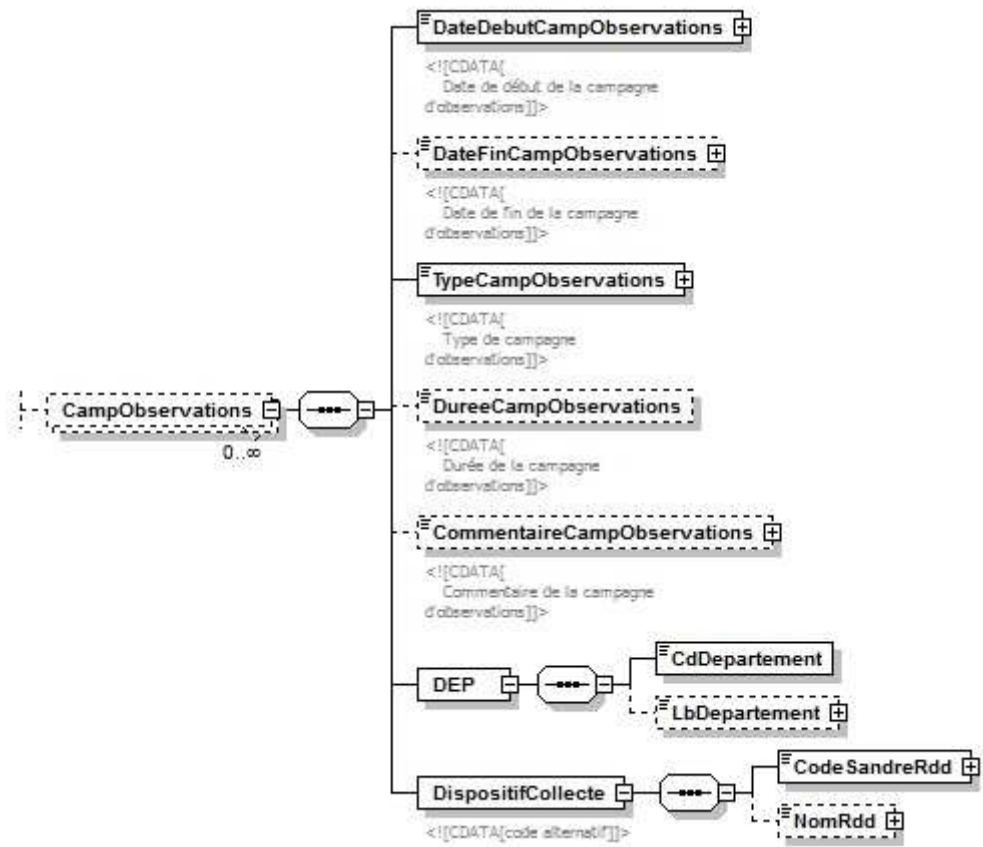 DateDebutCampObservations
<![CDATA[
Date de début de la campagne
d'observations]]>
DateFinCampObservations
<![CDATA[
Date de fin de la campagne
d'observations]]>
TypeCampObservations
<![CDATA[
Type de campagne
d'observations]]>
CampObservations
0..∞
DureeCampObservations
<![CDATA[
Durée de la campagne
d'observations]]>
CommentaireCampObservations
<![CDATA[
Commentaire de la campagne
d'observations]]>
DEP
CdDepartement
LbDepartement
DispositifCollecte
<![CDATA[code alternatif]]>
CodeSandreRdd
NomRdd